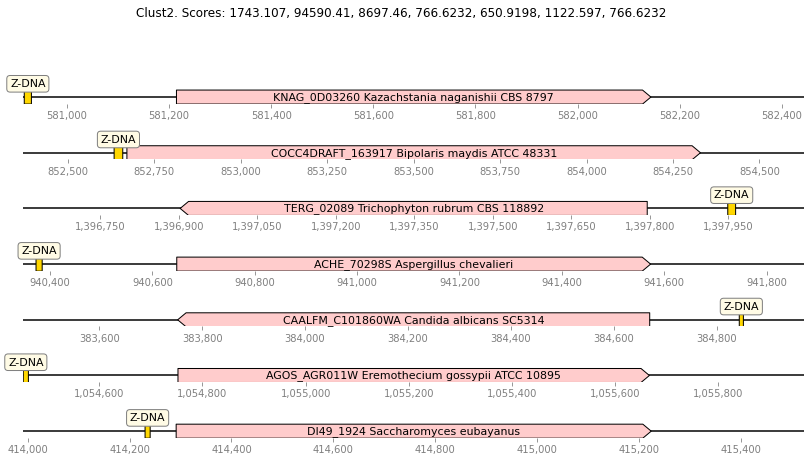 Clust2. Scores: 1743.107, 94590.41, 8697.46, 766.6232, 650.9198, 1122.597, 766.6232
Z-DNA
KNAG_0D03260 Kazachstania naganishii CBS 8797
581,000 581,200 581,400 581,600 581,800 582,000 582,200 582,400
Z-DNA
COCC4DRAFT_163917 Bipolaris maydis ATCC 48331
852,500 852,750 853,000 853,250 853,500 853,750 854,000 854,250 854,500
Z-DNA
TERG_02089 Trichophyton rubrum CBS 118892
1,396,750 1,396,900 1,397,050 1,397,200 1,397,350 1,397,500 1,397,650 1,397,800 1,397,950
Z-DNA
ACHE_70298S Aspergillus chevalieri
940,400 940,600 940,800 941,000 941,200 941,400 941,600 941,800
Z-DNA
CAALFM_C101860WA Candida albicans SC5314
383,600 383,800 384,000 384,200 384,400 384,600 384,800
Z-DNA
AGOS_AGR011W Eremothecium gossypii ATCC 10895
1,054,600 1,054,800 1,055,000 1,055,200 1,055,400 1,055,600 1,055,800
Z-DNA
DI49_1924 Saccharomyces eubayanus
414,000 414,200 414,400 414,600 414,800 415,000 415,200 415,400